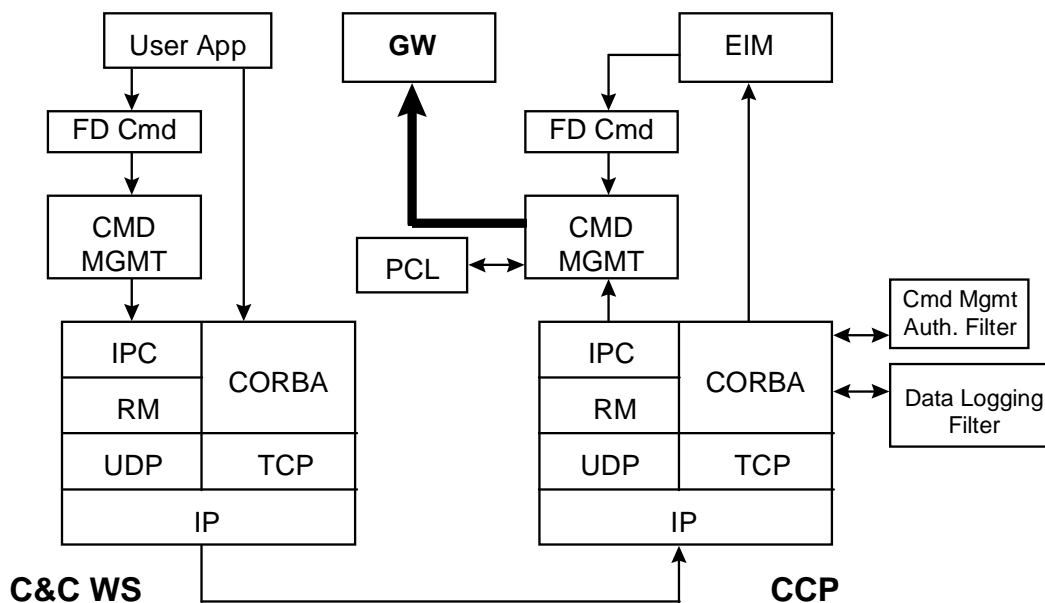 User App
GW
EIM
FD Cmd
FD Cmd
CMD
MGMT
CMD
MGMT
PCL
Cmd Mgmt
Auth. Filter
Data Logging
Filter
IPC
CORBA
RM
UDP
TCP
IP
IPC
CORBA
RM
UDP
TCP
IP
C&C WS
CCP